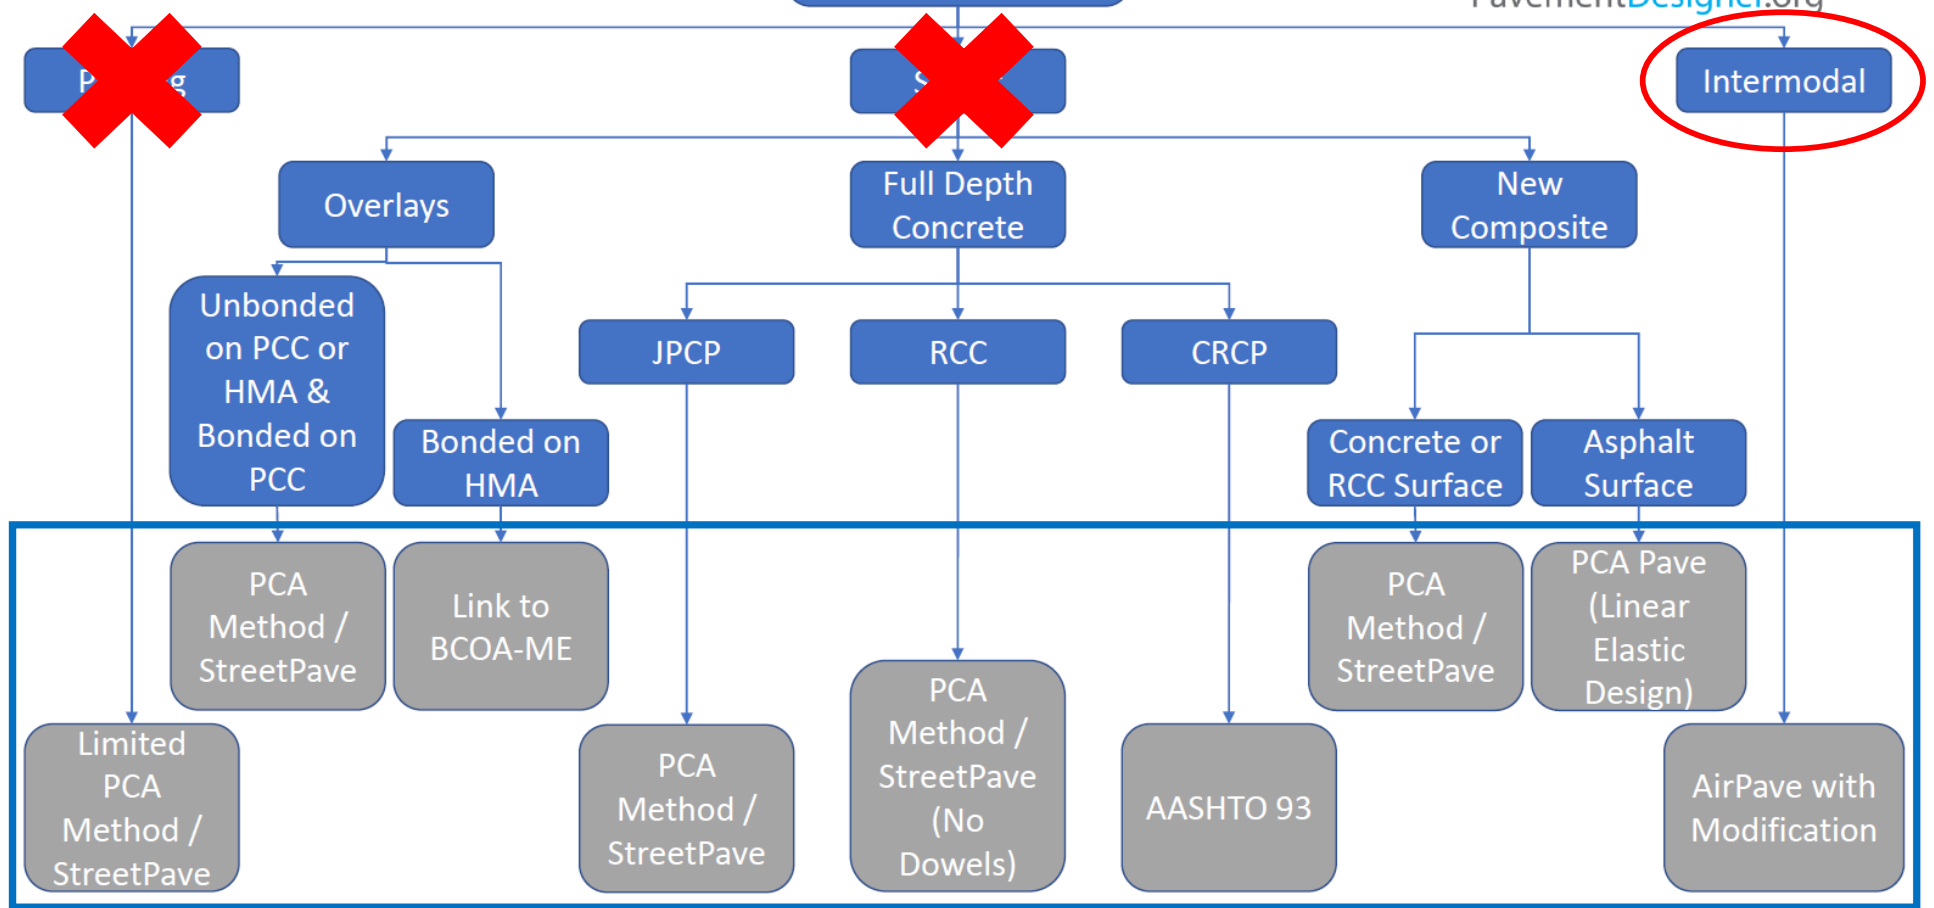 PavementDesigner.org
Intermodal
Overlays
Full Depth
Concrete
New
Composite
Unbonded
on PCC or
HMA &
Bonded on
PCC
JPCP
RCC
CRCP
Bonded on
HMA
Concrete or
RCC Surface
Asphalt
Surface
PCA
Method /
StreetPave
Link to
BCOA-ME
PCA
Method /
StreetPave
PCA Pave
(Linear
Elastic
Design)
Limited
PCA
Method /
StreetPave
PCA
Method /
StreetPave
PCA
Method /
StreetPave
(No
Dowels)
AASHTO 93
AirPave with
Modification